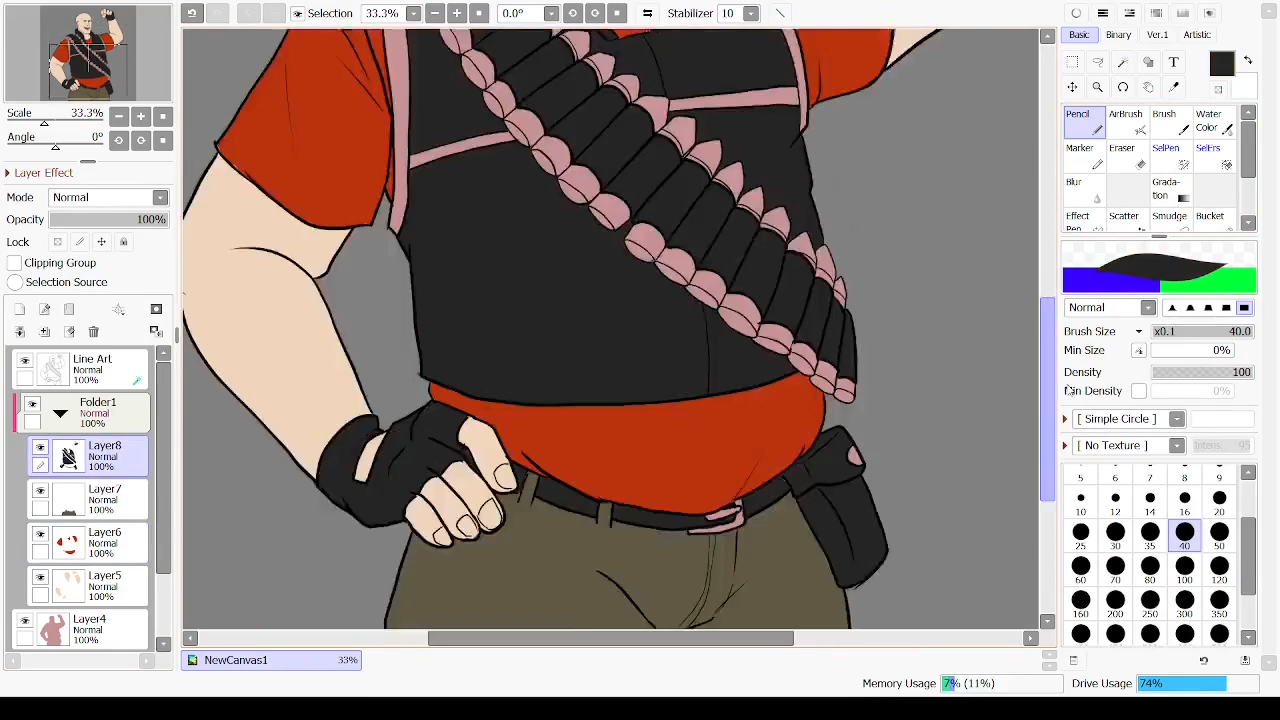 Selection
33.3%
0.0°
Stabilizer
10
Scale
33.3%
Angle
0°
Layer Effect
Mode
Normal
Opacity
100%
Lock
Clipping Group
Selection Source
Line Art
Normal
100%
Folder1
Normal
100%
Layer8
Normal
100%
Layer7
Normal
100%
Layer6
Normal
100%
Layer5
Normal
100%
Layer4
Normal
100%
NewCanvas1
33%
Memory Usage
7% (11%)
Drive Usage
74%
Basic
Binary
Ver.1
Artistic
T
Pencil
AirBrush
Brush
Water
Color
Marker
Eraser
SelPen
SelErs
Blur
Grada-
tion
Effect
Pen
Scatter
Smudge
Bucket
Normal
Brush Size
x0.1
40.0
Min Size
0%
Density
100
Min Density
0%
[ Simple Circle ]
[ No Texture ]
Intens.
95
5 6 7 8 9
10 12 14 16 20
25 30 35 40 50
60 70 80 100 120
160 200 250 300 350